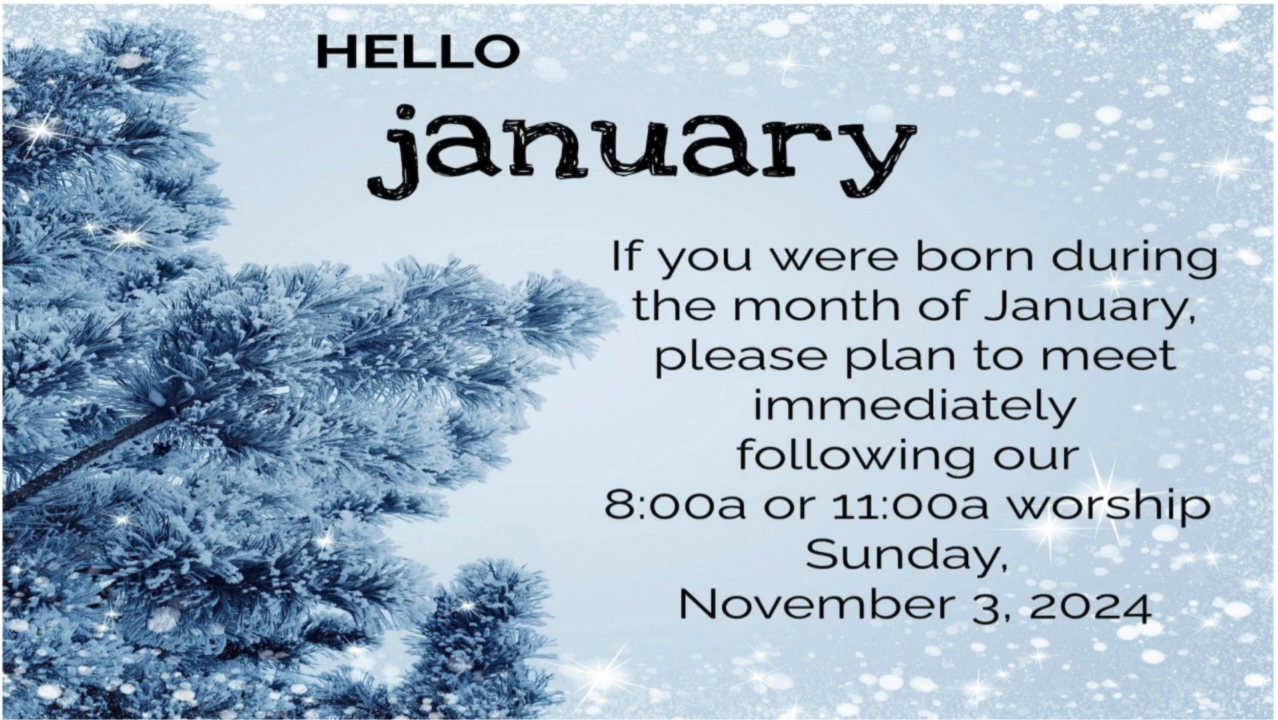 HELLO
january
If you were born during
the month of January,
please plan to meet
immediately
following our
8:00a or 11:00a worship
Sunday,
November 3, 2024